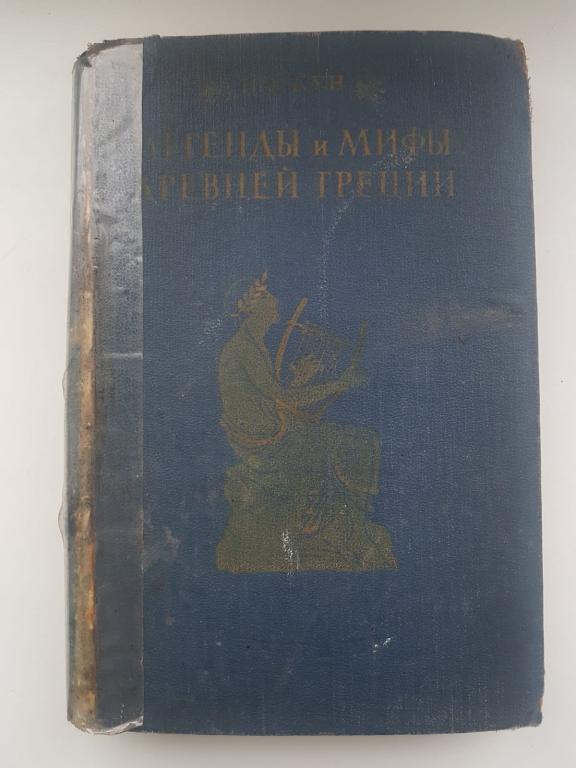 Н.А. КУН
ЛЕГЕНДЫ и МИФЫ
ДРЕВНЕЙ ГРЕЦИИ